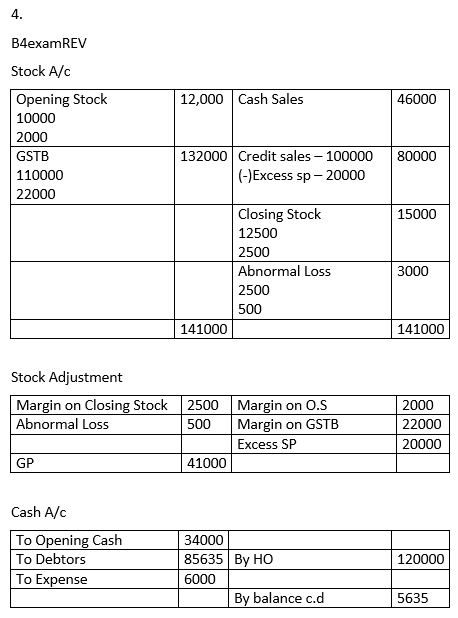 4.
B4examREV
Stock A/c
Opening Stock 12,000 Cash Sales 46000
10000
2000
GSTB 132000 Credit sales – 100000 80000
110000 (-)Excess sp – 20000
22000
Closing Stock 15000
12500
2500
Abnormal Loss 3000
2500
500
141000 141000
Stock Adjustment
Margin on Closing Stock 2500 Margin on O.S 2000
Abnormal Loss 500 Margin on GSTB 22000
Excess SP 20000
GP 41000
Cash A/c
To Opening Cash 34000
To Debtors 85635 By HO 120000
To Expense 6000
By balance c.d 5635